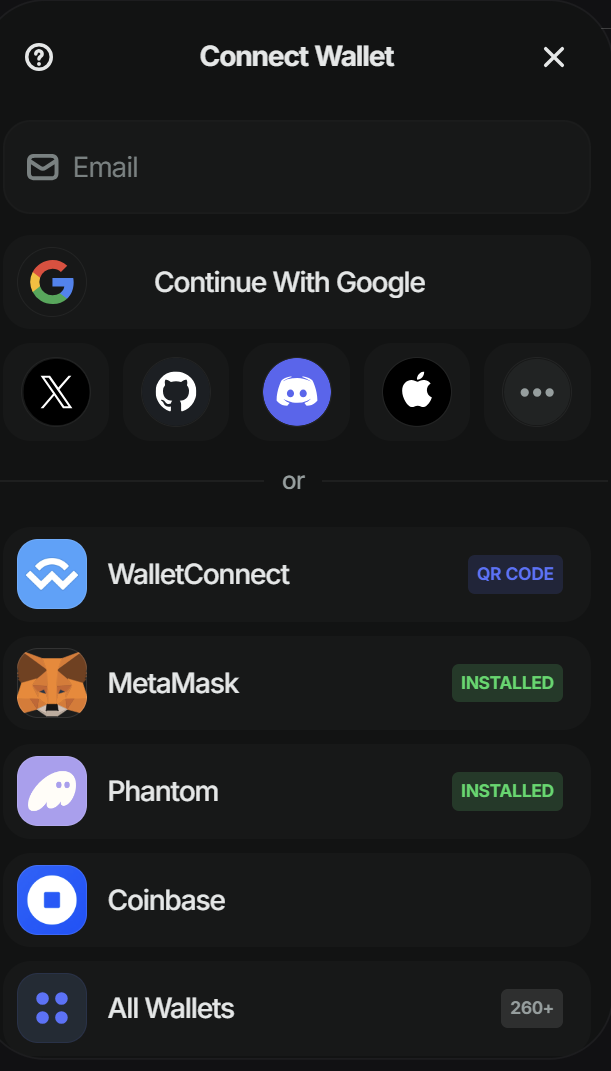 Connect Wallet
Email
Continue With Google
or
WalletConnect QR CODE
MetaMask INSTALLED
Phantom INSTALLED
Coinbase
All Wallets 260+